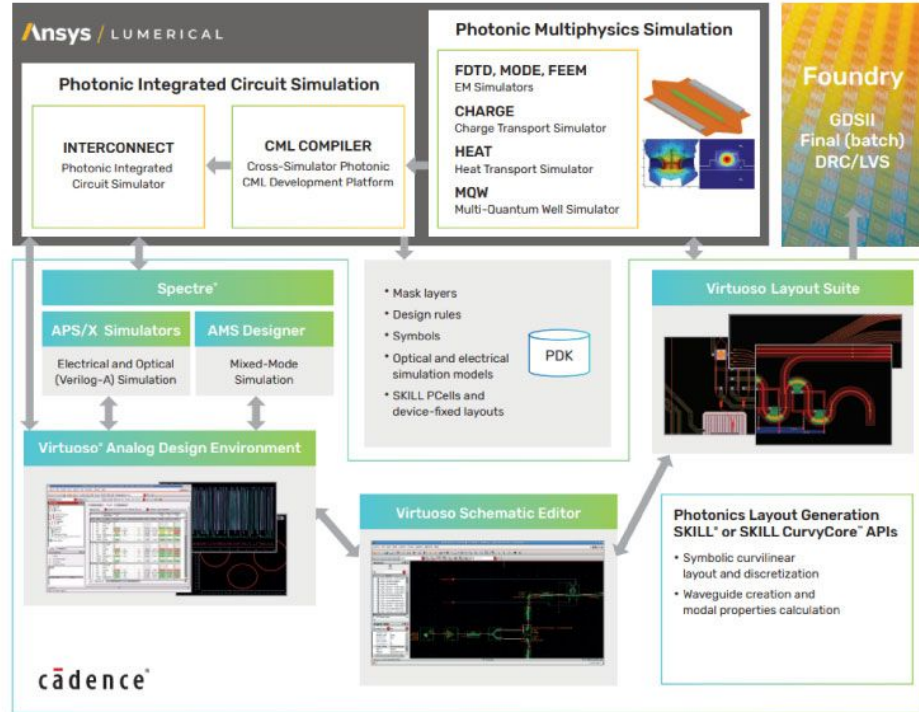 Ansys / LUMERICAL
Photonic Integrated Circuit Simulation
INTERCONNECT
Photonic Integrated
Circuit Simulator
CML COMPILER
Cross-Simulator Photonic
CML Development Platform
Photonic Multiphysics Simulation
FDTD, MODE, FEEM
EM Simulators
CHARGE
Charge Transport Simulator
HEAT
Heat Transport Simulator
MQW
Multi-Quantum Well Simulator
Foundry
GDSII
Final (batch)
DRC/LVS
Spectre®
APS/X Simulators
Electrical and Optical
(Verilog-A) Simulation
AMS Designer
Mixed-Mode
Simulation
• Mask layers
• Design rules
• Symbols
• Optical and electrical
simulation models
• SKILL PCells and
device-fixed layouts
PDK
Virtuoso Layout Suite
Virtuoso® Analog Design Environment
Virtuoso Schematic Editor
Photonics Layout Generation
SKILL® or SKILL CurvyCore™ APIs
• Symbolic curvilinear
layout and discretization
• Waveguide creation and
modal properties calculation
cādence®